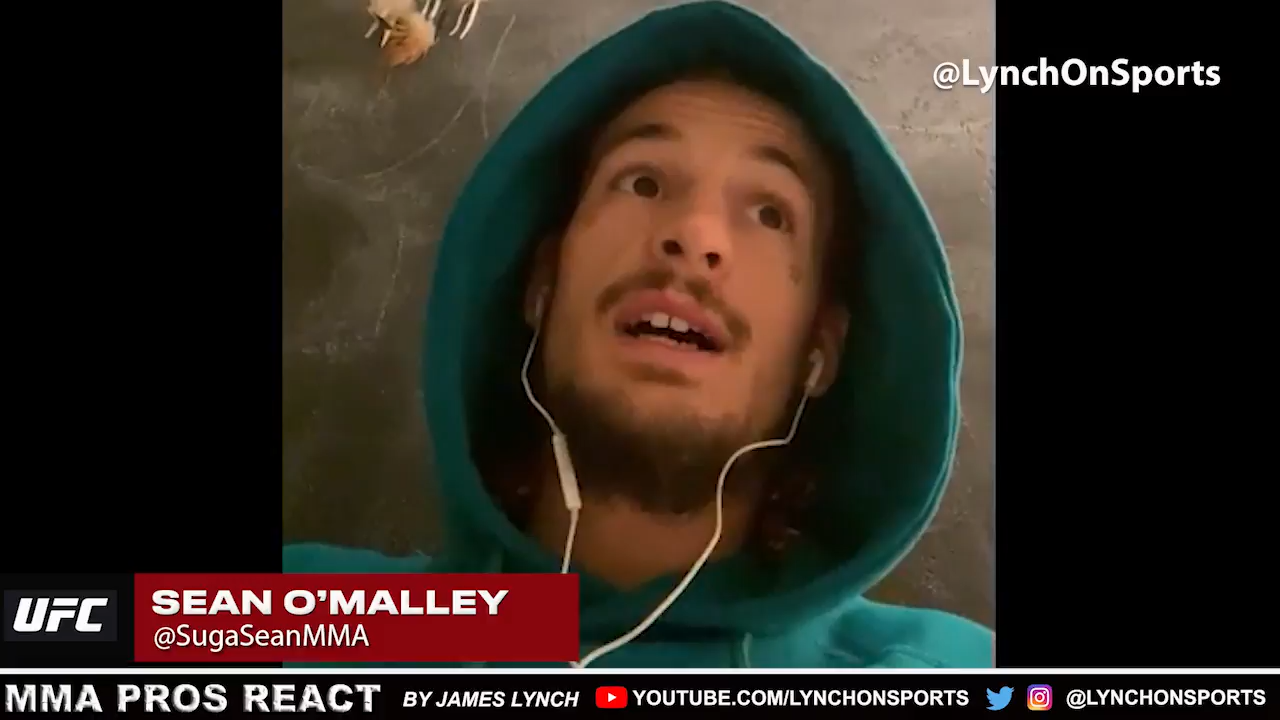 @LynchOnSports
UFC
SEAN O'MALLEY
@SugaSeanMMA
MMA PROS REACT BY JAMES LYNCH YOUTUBE.COM/LYNCHONSPORTS @LYNCHONSPORTS